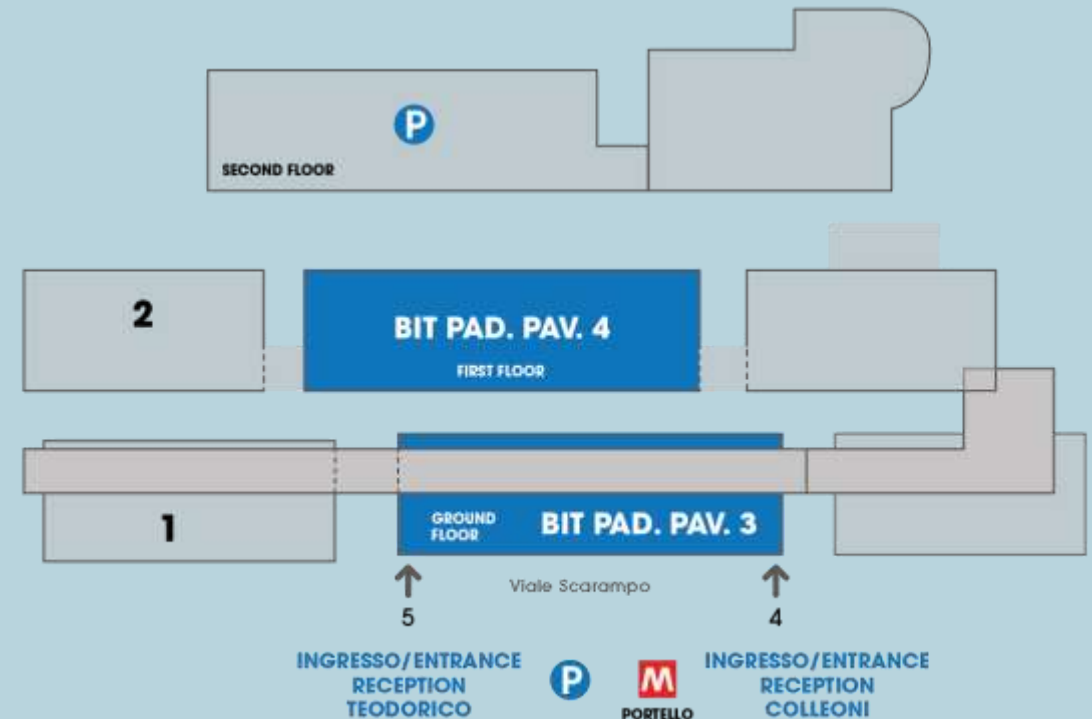 P
SECOND FLOOR
2
BIT PAD. PAV. 4
FIRST FLOOR
1
GROUND
FLOOR
BIT PAD. PAV. 3
Viale Scarampo
5
4
INGRESSO/ENTRANCE
RECEPTION
TEODORICO
P
M
PORTELLO
INGRESSO/ENTRANCE
RECEPTION
COLLEONI